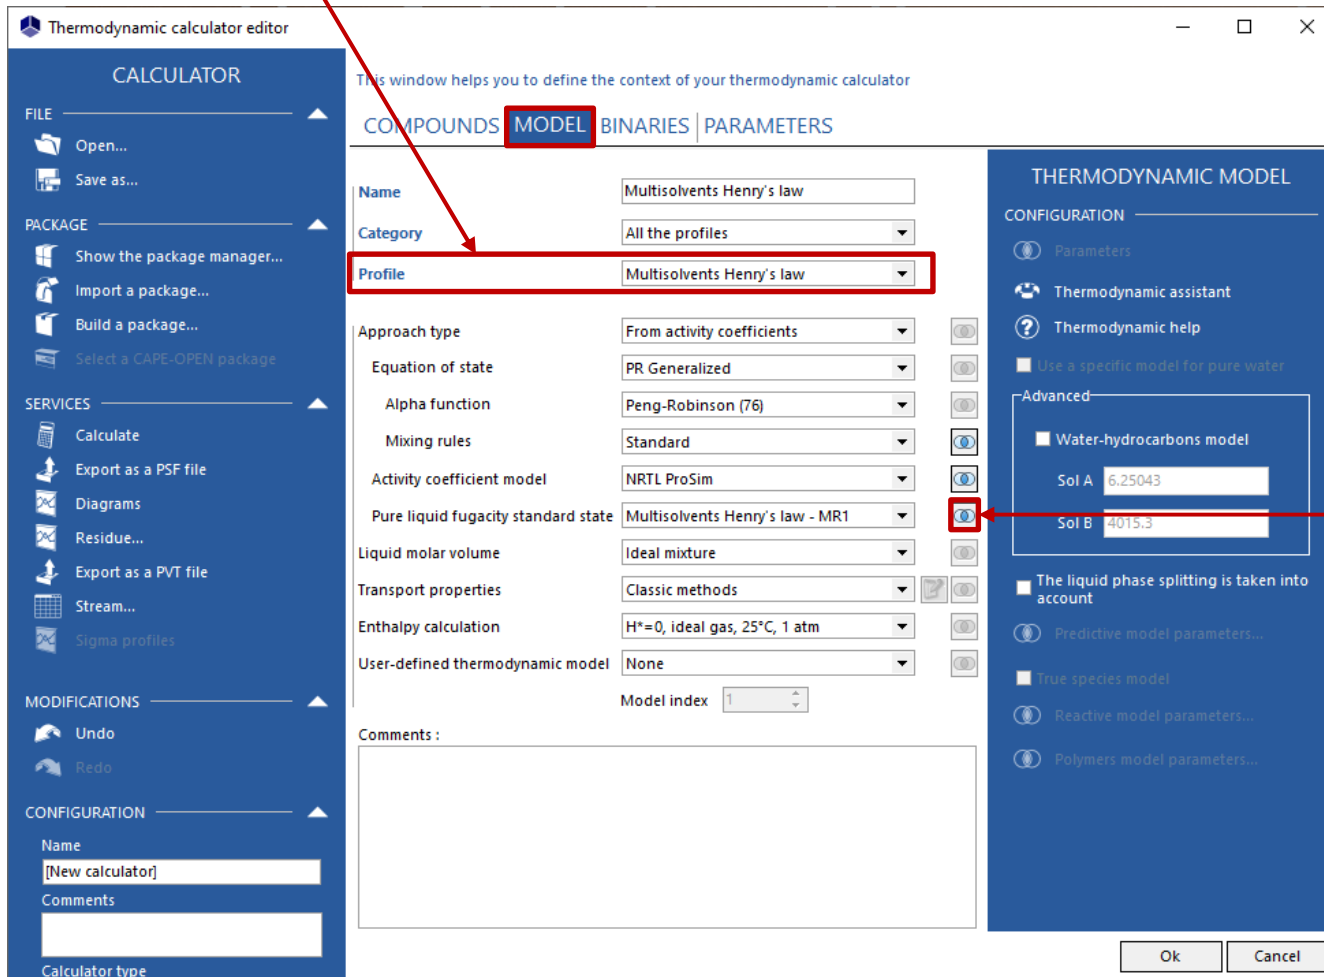 Thermodynamic calculator editor
CALCULATOR
FILE
Open...
Save as...
PACKAGE
Show the package manager...
Import a package...
Build a package...
Select a CAPE-OPEN package
SERVICES
Calculate
Export as a PSF file
Diagrams
Residue...
Export as a PVT file
Stream...
Sigma profiles
MODIFICATIONS
Undo
Redo
CONFIGURATION
Name
[New calculator]
Comments
Calculator type
This window helps you to define the context of your thermodynamic calculator
COMPOUNDS MODEL BINARIES PARAMETERS
Name Multisolvents Henry's law
Category All the profiles
Profile Multisolvents Henry's law
Approach type From activity coefficients
Equation of state PR Generalized
Alpha function Peng-Robinson (76)
Mixing rules Standard
Activity coefficient model NRTL ProSim
Pure liquid fugacity standard state Multisolvents Henry's law - MR1
Liquid molar volume Ideal mixture
Transport properties Classic methods
Enthalpy calculation H*=0, ideal gas, 25°C, 1 atm
User-defined thermodynamic model None
Model index 1
Comments :
THERMODYNAMIC MODEL
CONFIGURATION
Parameters
Thermodynamic assistant
? Thermodynamic help
Use a specific model for pure water
Advanced
Water-hydrocarbons model
Sol A 6.25043
Sol B 4015.3
The liquid phase splitting is taken into
account
Predictive model parameters...
True species model
Reactive model parameters...
Polymers model parameters...
Ok Cancel